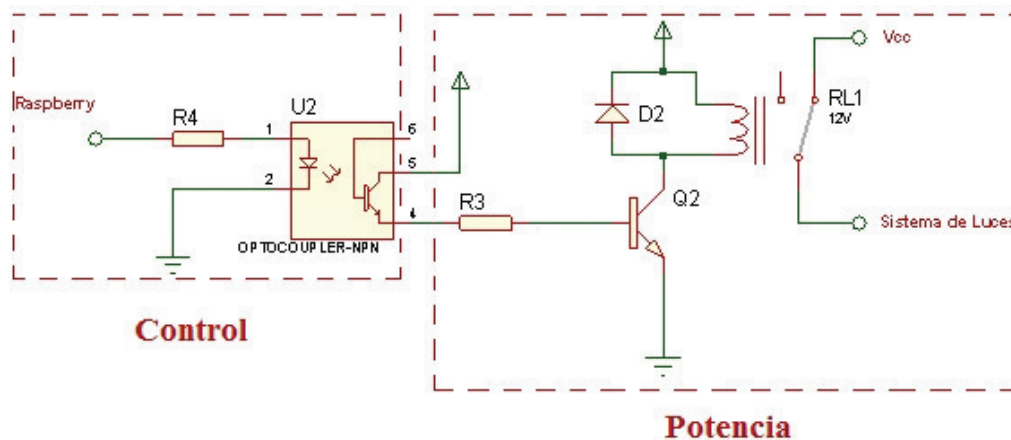 Raspberry
R4
U2
1
2
6
5
4
OPTOCOUPLER-NPN
R3
D2
Q2
Vcc
RL1
12V
Sistema de Luces
Control
Potencia